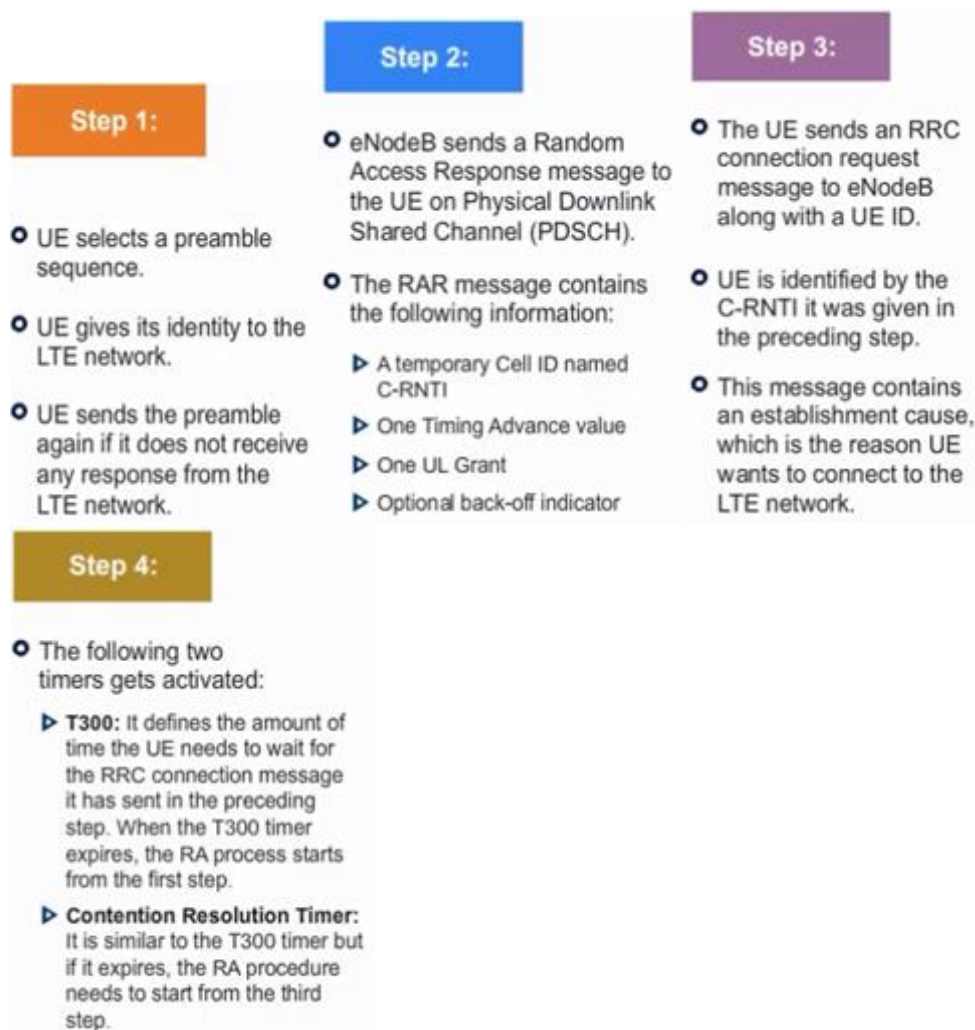 Step 1:
UE selects a preamble
sequence.
UE gives its identity to the
LTE network.
UE sends the preamble
again if it does not receive
any response from the
LTE network.
Step 2:
eNodeB sends a Random
Access Response message to
the UE on Physical Downlink
Shared Channel (PDSCH).
The RAR message contains
the following information:
A temporary Cell ID named
C-RNTI
One Timing Advance value
One UL Grant
Optional back-off indicator
Step 3:
The UE sends an RRC
connection request
message to eNodeB
along with a UE ID.
UE is identified by the
C-RNTI it was given in
the preceding step.
This message contains
an establishment cause,
which is the reason UE
wants to connect to the
LTE network.
Step 4:
The following two
timers gets activated:
T300: It defines the amount of
time the UE needs to wait for
the RRC connection message
it has sent in the preceding
step. When the T300 timer
expires, the RA process starts
from the first step.
Contention Resolution Timer:
It is similar to the T300 timer but
if it expires, the RA procedure
needs to start from the third
step.